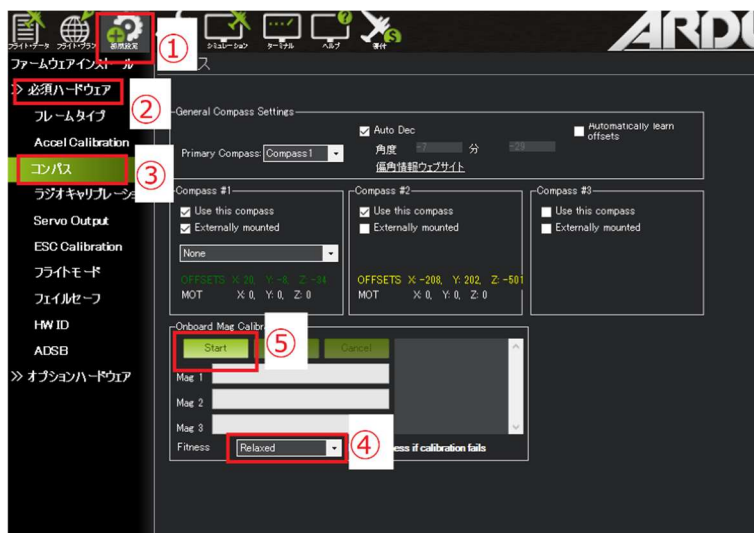 フライト・データ フライト・プラン 初期設定 シミュレーション ターミナル ヘルプ 寄付
ARDU
①
ファームウェアインストール
ス
≫ 必須ハードウェア
②
フレームタイプ
Accel Calibration
コンパス
③
ラジオキャリブレーショ
Servo Output
ESC Calibration
フライトモード
フェイルセーフ
HW ID
ADSB
≫ オプションハードウェア
General Compass Settings
Primary Compass: Compass1
Auto Dec
角度 -7 分 -29
偏角情報ウェブサイト
Automatically learn
offsets
Compass #1
Use this compass
Externally mounted
None
OFFSETS X: 20, Y: -8, Z: -34
MOT X: 0, Y: 0, Z: 0
Compass #2
Use this compass
Externally mounted
OFFSETS X: -208, Y: 202, Z: -501
MOT X: 0, Y: 0, Z: 0
Compass #3
Use this compass
Externally mounted
Onboard Mag Calibra
Start
⑤
Cancel
Mag 1
Mag 2
Mag 3
Fitness Relaxed
④
ess if calibration fails